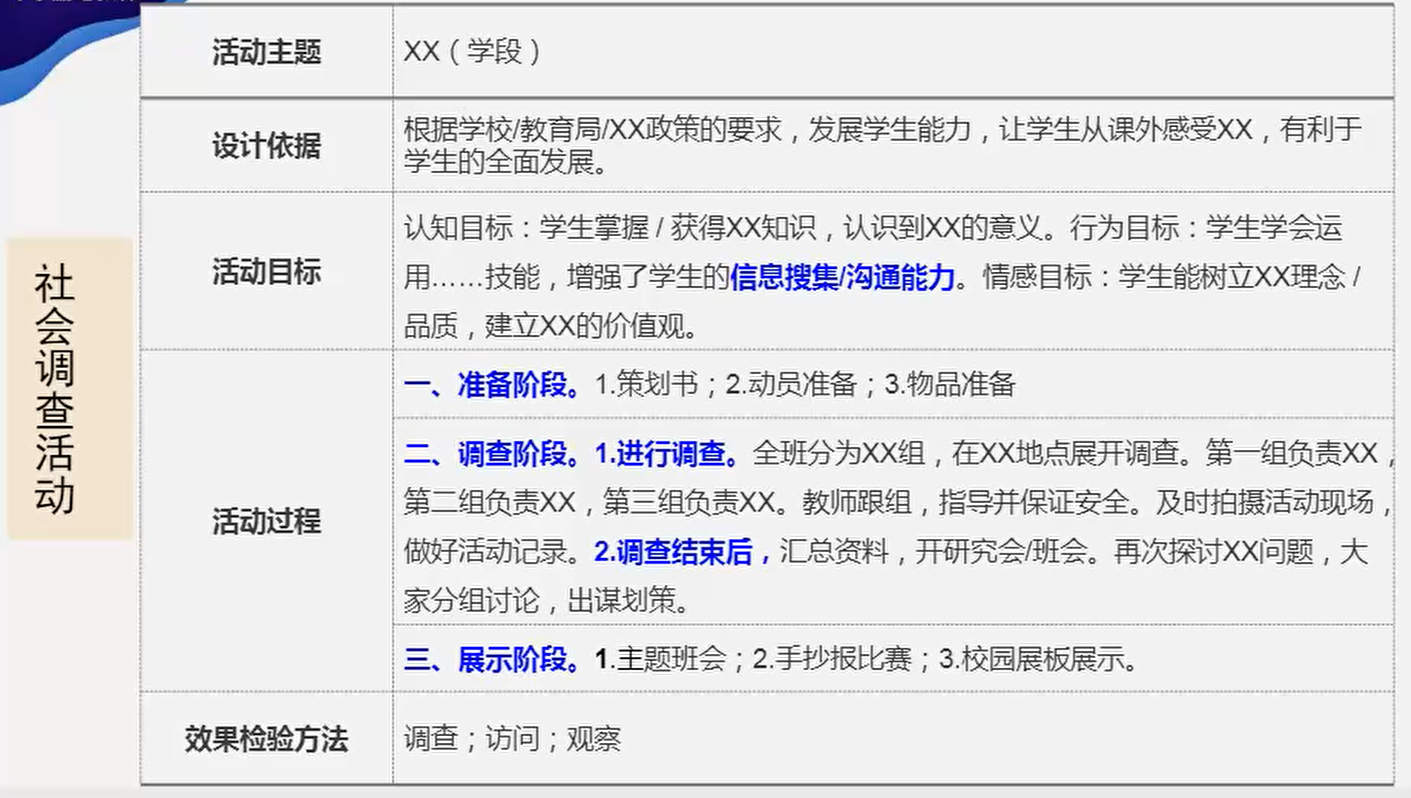 社会调查活动
活动主题
XX（学段）
设计依据
根据学校/教育局/XX政策的要求，发展学生能力，让学生从课外感受XX，有利于
学生的全面发展。
活动目标
认知目标：学生掌握 / 获得XX知识，认识到XX的意义。行为目标：学生学会运
用……技能，增强了学生的信息搜集/沟通能力。情感目标：学生能树立XX理念 /
品质，建立XX的价值观。
活动过程
一、准备阶段。1.策划书；2.动员准备；3.物品准备
二、调查阶段。1.进行调查。全班分为XX组，在XX地点展开调查。第一组负责XX，
第二组负责XX，第三组负责XX。教师跟组，指导并保证安全。及时拍摄活动现场，
做好活动记录。2.调查结束后，汇总资料，开研究会/班会。再次探讨XX问题，大
家分组讨论，出谋划策。
三、展示阶段。1.主题班会；2.手抄报比赛；3.校园展板展示。
效果检验方法
调查；访问；观察